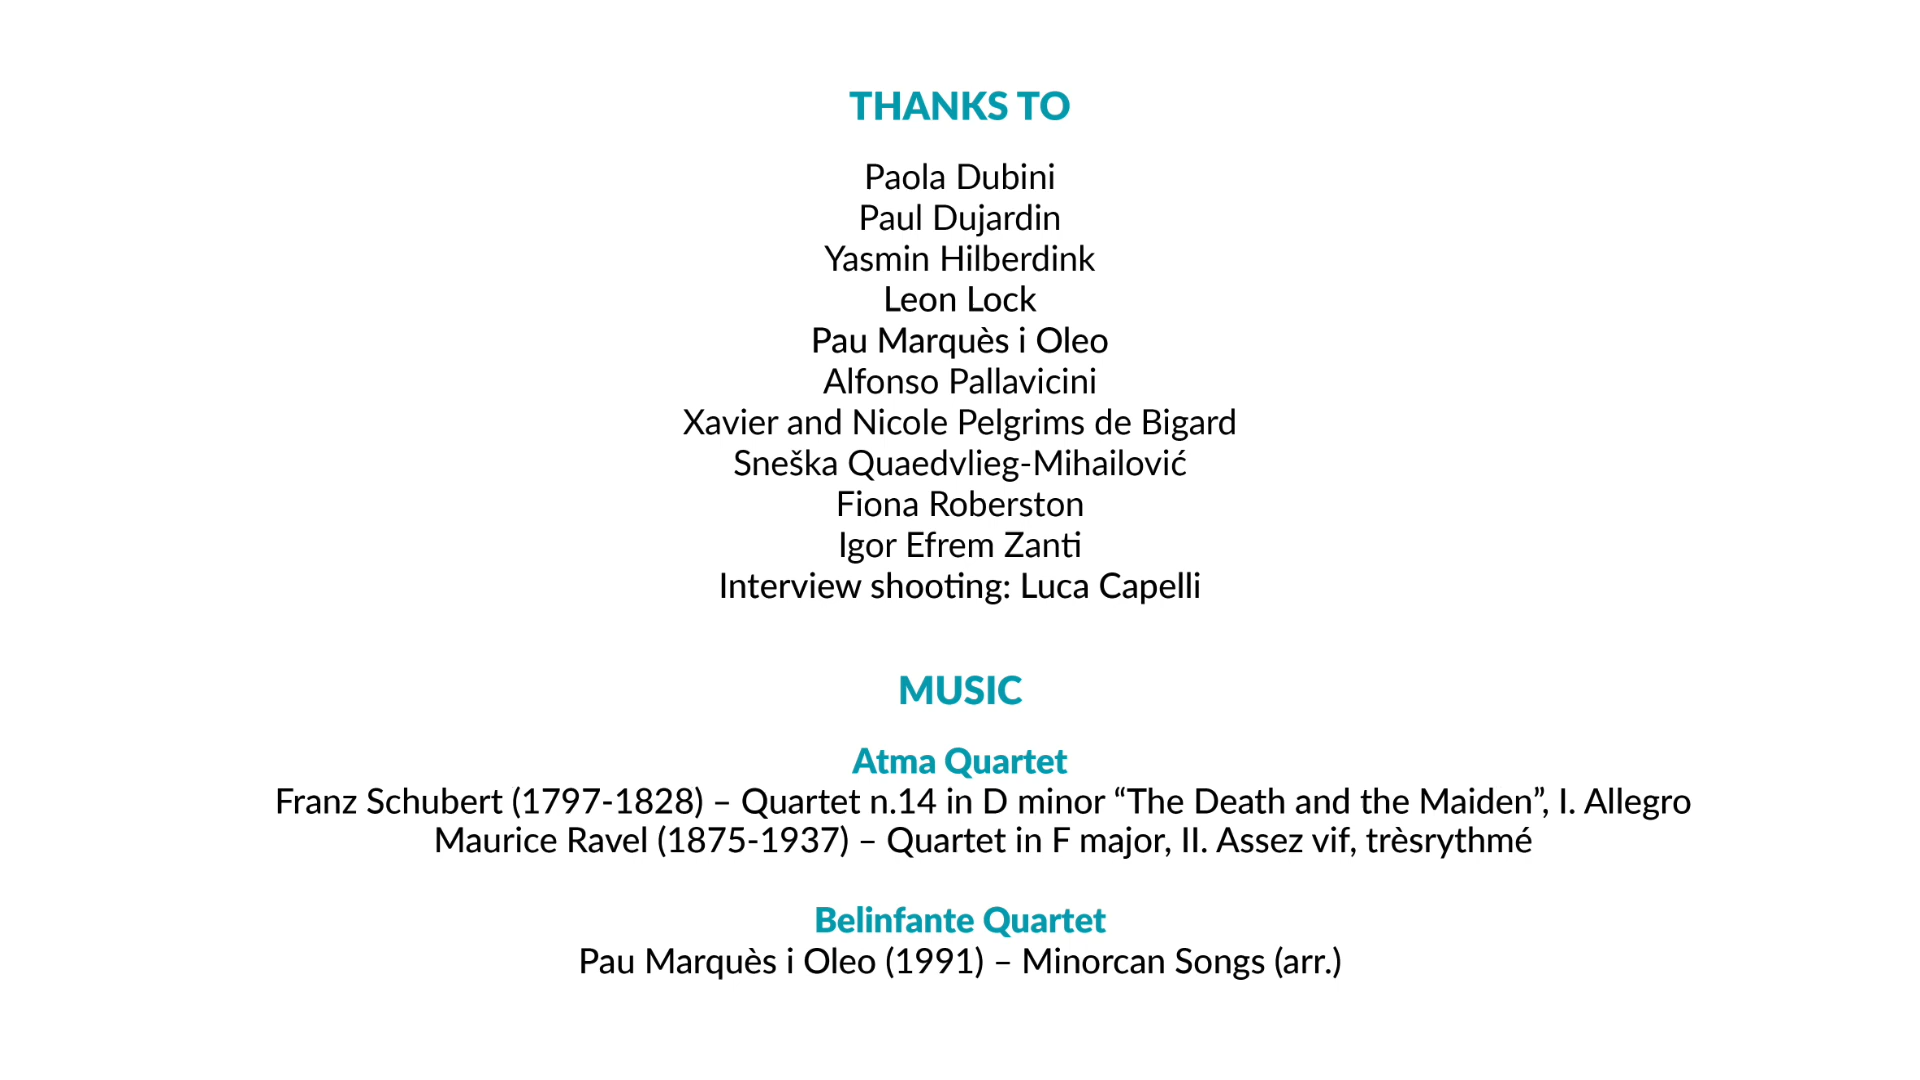 THANKS TO
Paola Dubini
Paul Dujardin
Yasmin Hilberdink
Leon Lock
Pau Marquès i Oleo
Alfonso Pallavicini
Xavier and Nicole Pelgrims de Bigard
Sneška Quaedvlieg-Mihailović
Fiona Roberston
Igor Efrem Zanti
Interview shooting: Luca Capelli
MUSIC
Atma Quartet
Franz Schubert (1797-1828) – Quartet n.14 in D minor “The Death and the Maiden”, I. Allegro
Maurice Ravel (1875-1937) – Quartet in F major, II. Assez vif, trèsrythmé
Belinfante Quartet
Pau Marquès i Oleo (1991) – Minorcan Songs (arr.)